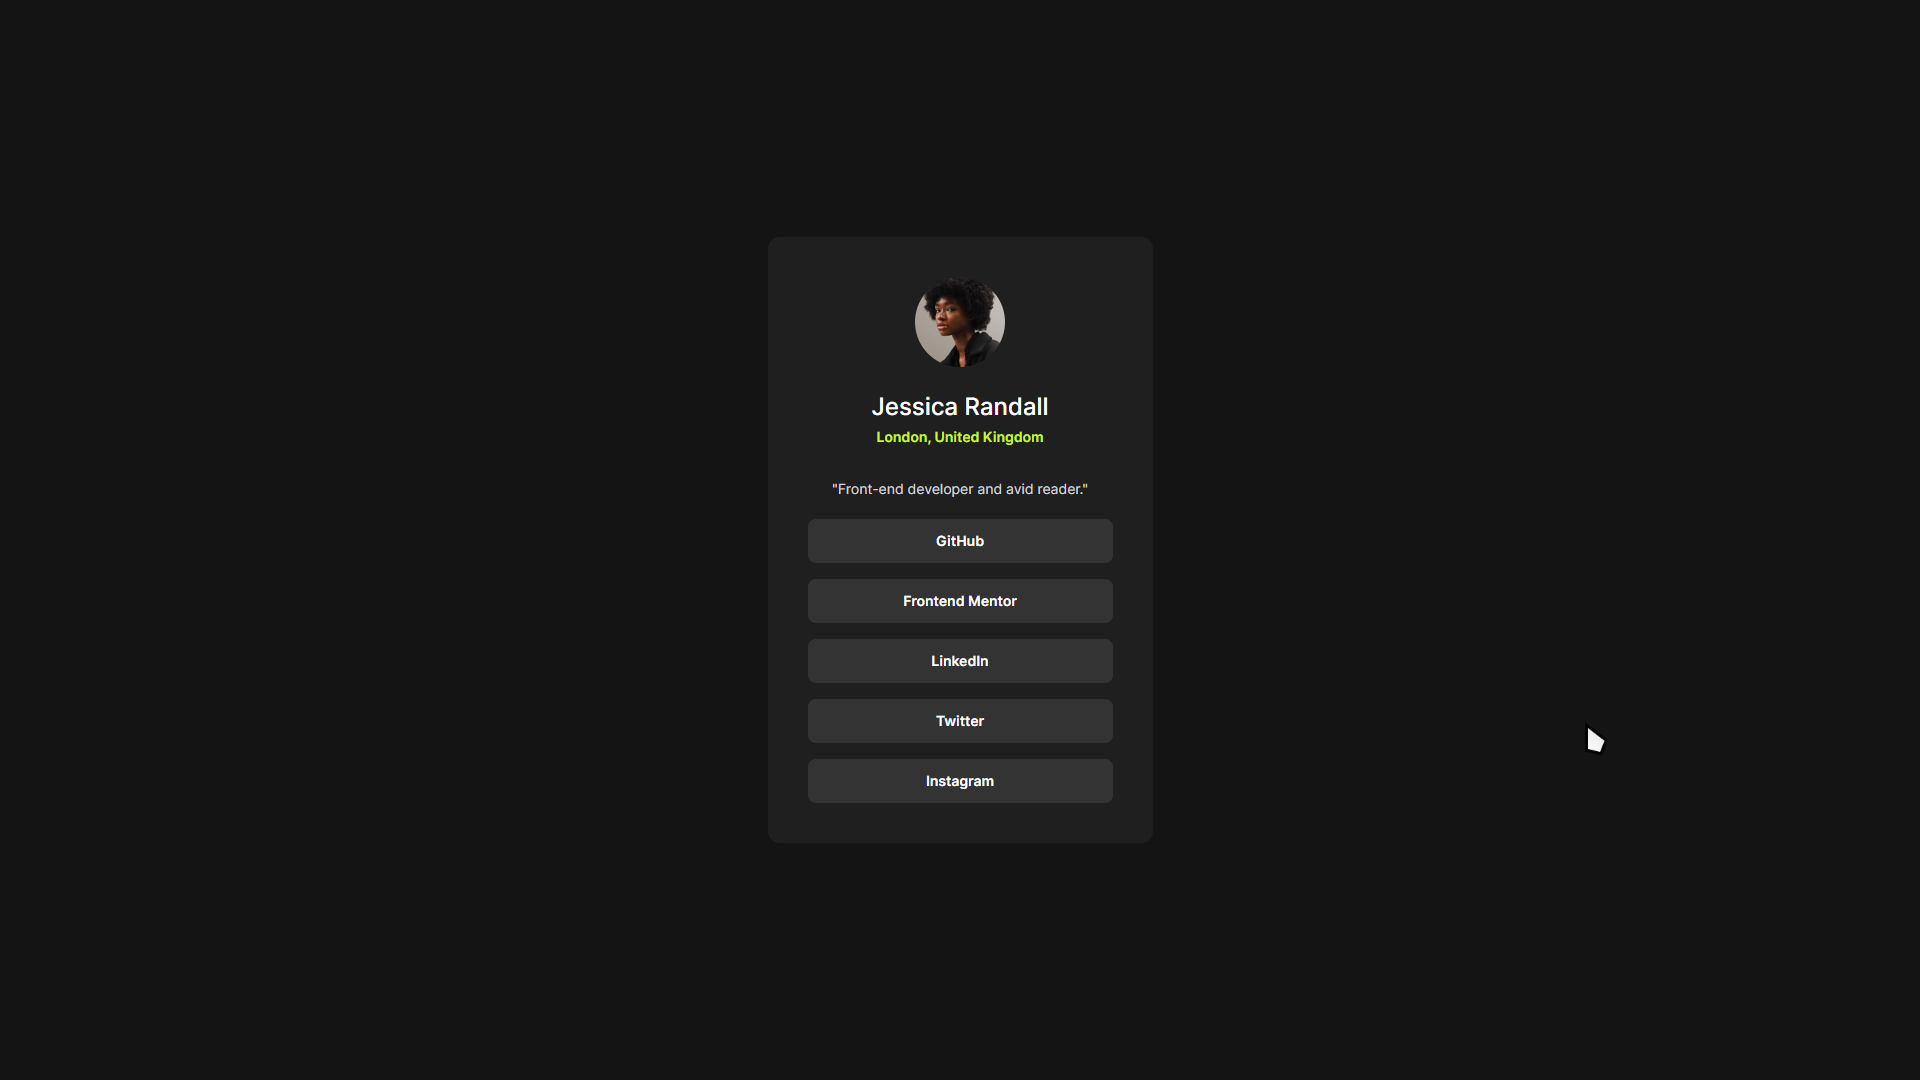 Jessica Randall
London, United Kingdom
"Front-end developer and avid reader."
GitHub
Frontend Mentor
LinkedIn
Twitter
Instagram